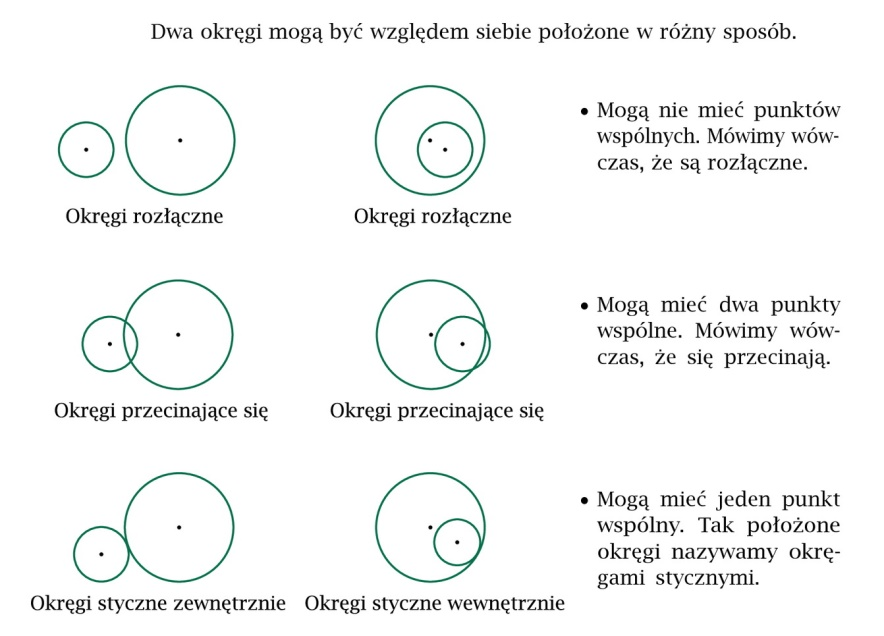 Dwa okręgi mogą być względem siebie położone w różny sposób.
Okręgi rozłączne
Okręgi rozłączne
• Mogą nie mieć punktów
wspólnych. Mówimy wów-
czas, że są rozłączne.
Okręgi przecinające się
Okręgi przecinające się
• Mogą mieć dwa punkty
wspólne. Mówimy wów-
czas, że się przecinają.
Okręgi styczne zewnętrznie
Okręgi styczne wewnętrznie
• Mogą mieć jeden punkt
wspólny. Tak położone
okręgi nazywamy okrę-
gami stycznymi.